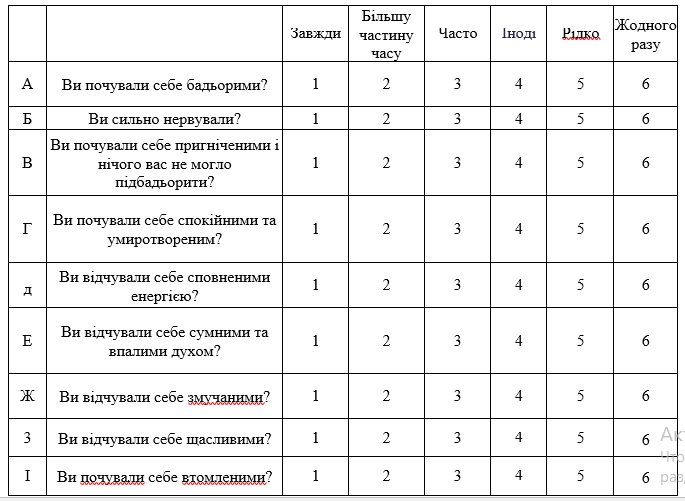 Завжди Більшу частину часу Часто Іноді Рідко Жодного разу
А Ви почували себе бадьорими? 1 2 3 4 5 6
Б Ви сильно нервували? 1 2 3 4 5 6
В Ви почували себе пригніченими і нічого вас не могло підбадьорити? 1 2 3 4 5 6
Г Ви почували себе спокійними та умиротвореним? 1 2 3 4 5 6
д Ви відчували себе сповненими енергією? 1 2 3 4 5 6
Е Ви відчували себе сумними та впалими духом? 1 2 3 4 5 6
Ж Ви відчували себе змучаними? 1 2 3 4 5 6
З Ви відчували себе щасливими? 1 2 3 4 5 6
І Ви почували себе втомленими? 1 2 3 4 5 6